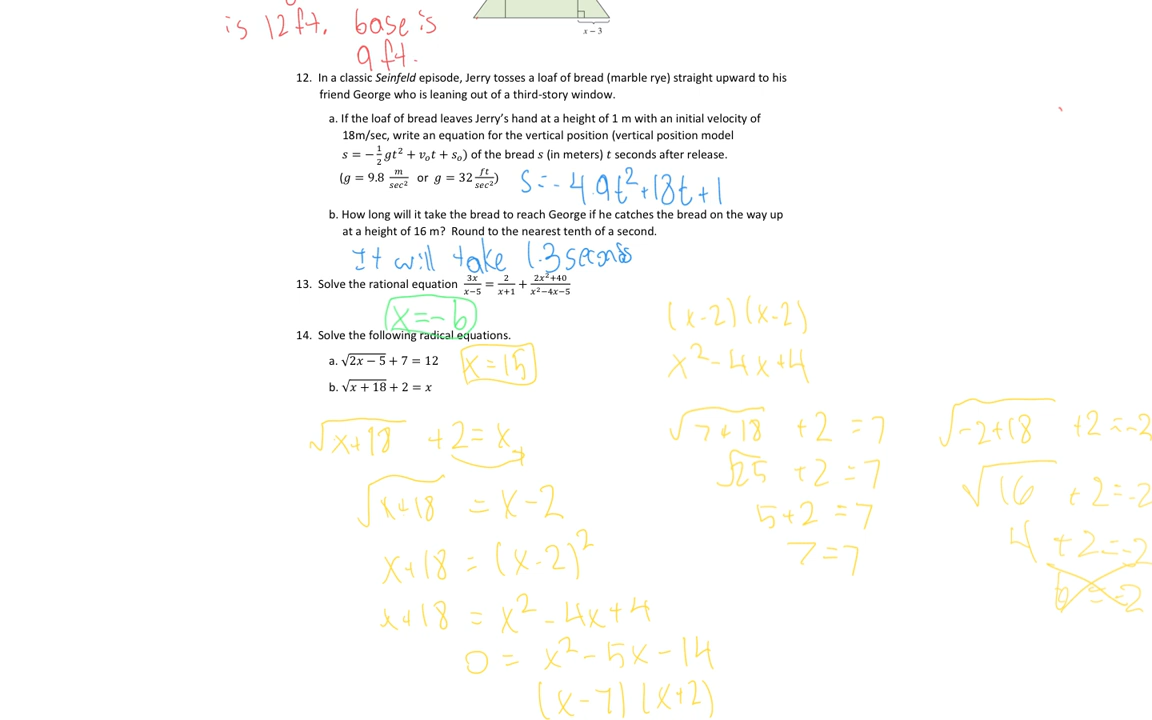 is 12ft. base is
9 ft.
x − 3
12. In a classic Seinfeld episode, Jerry tosses a loaf of bread (marble rye) straight upward to his
friend George who is leaning out of a third-story window.
a. If the loaf of bread leaves Jerry's hand at a height of 1 m with an initial velocity of
18m/sec, write an equation for the vertical position (vertical position model
s = −½gt² + vₒt + sₒ) of the bread s (in meters) t seconds after release.
(g = 9.8 m/sec² or g = 32 ft/sec²) S=-4.9t²+18t+1
b. How long will it take the bread to reach George if he catches the bread on the way up
at a height of 16 m? Round to the nearest tenth of a second.
It will take 1.3 seconds
13. Solve the rational equation 3x/(x−5) = 2/(x+1) + (2x²+40)/(x²−4x−5)
x=-6
(x-2)(x-2)
14. Solve the following radical equations.
a. √(2x − 5) + 7 = 12 x=15
x²-4x+4
b. √(x + 18) + 2 = x
√(x+18) +2=x
√(7+18) +2=7
√(-2+18) +2=-2
√25 +2=7
√16 +2=-2
√(x+18) = x-2
5+2=7
4+2=-2
x+18=(x-2)²
7=7
6=-2
x+18=x²-4x+4
0=x²-5x-14
(x-7)(x+2)